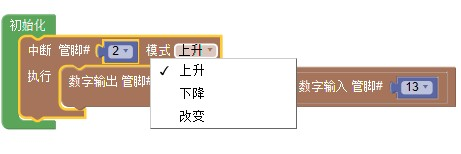 初始化
中断 管脚# 2 模式 上升
✓ 上升
下降
改变
执行 数字输出 管脚# 数字输入 管脚# 13